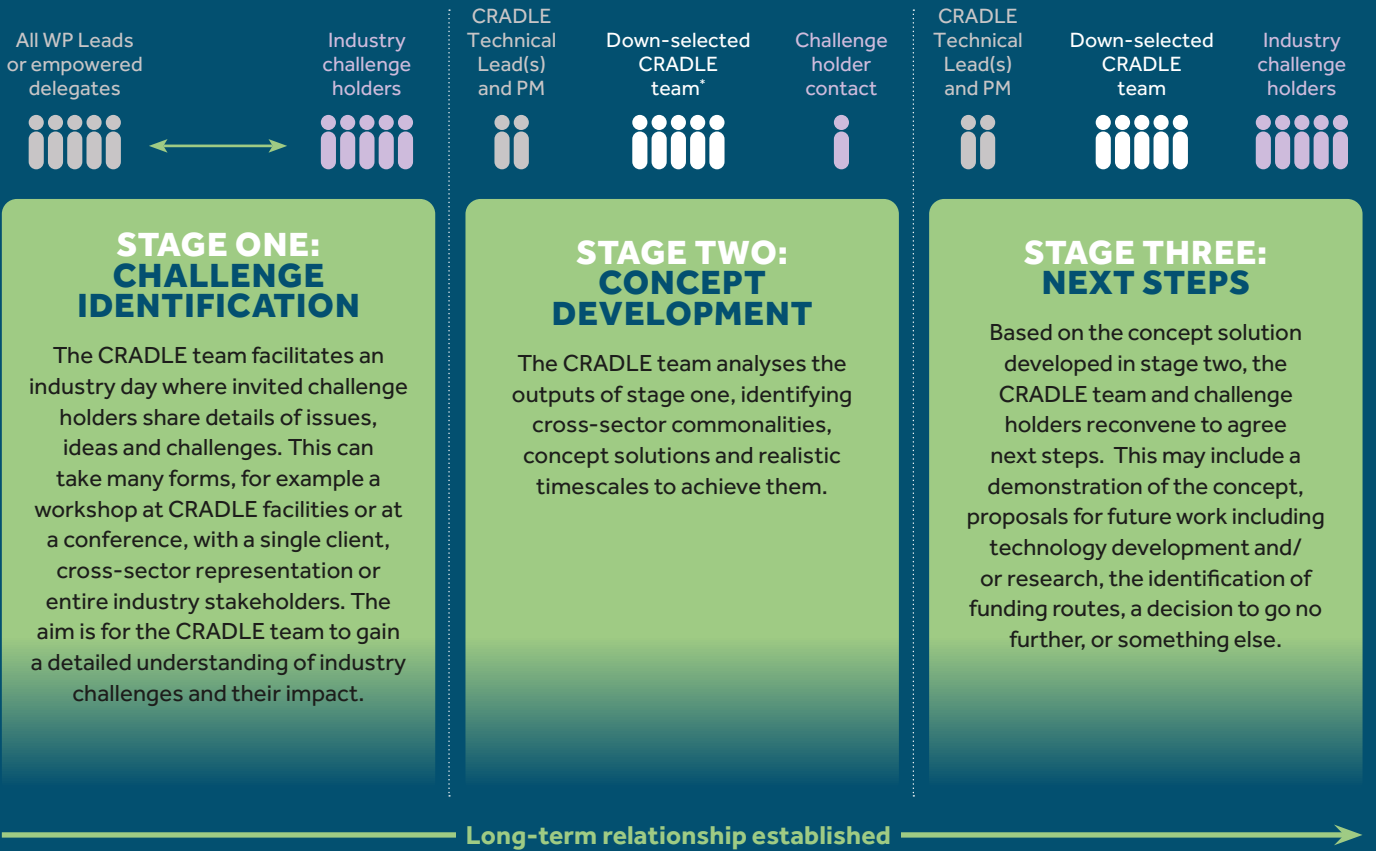 All WP Leads
or empowered
delegates
Industry
challenge
holders
CRADLE
Technical
Lead(s)
and PM
Down-selected
CRADLE
team*
Challenge
holder
contact
CRADLE
Technical
Lead(s)
and PM
Down-selected
CRADLE
team
Industry
challenge
holders
STAGE ONE:
CHALLENGE
IDENTIFICATION
The CRADLE team facilitates an
industry day where invited challenge
holders share details of issues,
ideas and challenges. This can
take many forms, for example a
workshop at CRADLE facilities or at
a conference, with a single client,
cross-sector representation or
entire industry stakeholders. The
aim is for the CRADLE team to gain
a detailed understanding of industry
challenges and their impact.
STAGE TWO:
CONCEPT
DEVELOPMENT
The CRADLE team analyses the
outputs of stage one, identifying
cross-sector commonalities,
concept solutions and realistic
timescales to achieve them.
STAGE THREE:
NEXT STEPS
Based on the concept solution
developed in stage two, the
CRADLE team and challenge
holders reconvene to agree
next steps. This may include a
demonstration of the concept,
proposals for future work including
technology development and/
or research, the identification of
funding routes, a decision to go no
further, or something else.
Long-term relationship established